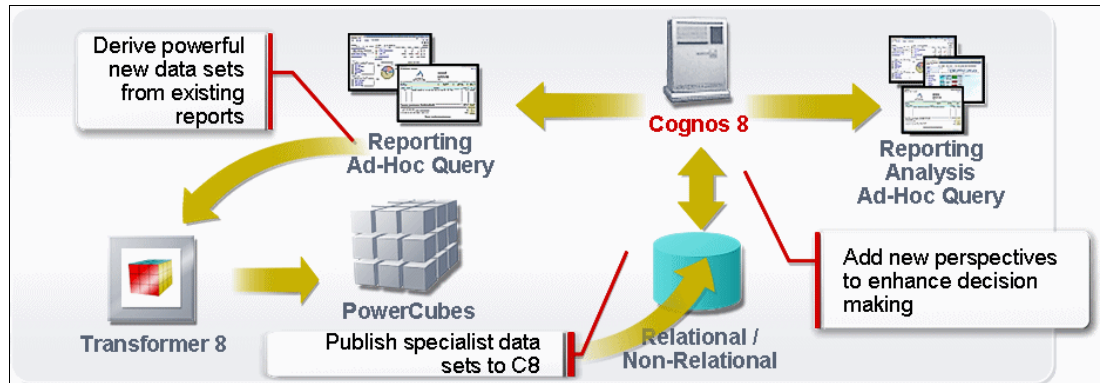 Derive powerful
new data sets
from existing
reports
Reporting
Ad-Hoc Query
Cognos 8
Reporting
Analysis
Ad-Hoc Query
Add new perspectives
to enhance decision
making
Transformer 8
PowerCubes
Publish specialist data
sets to C8
Relational /
Non-Relational